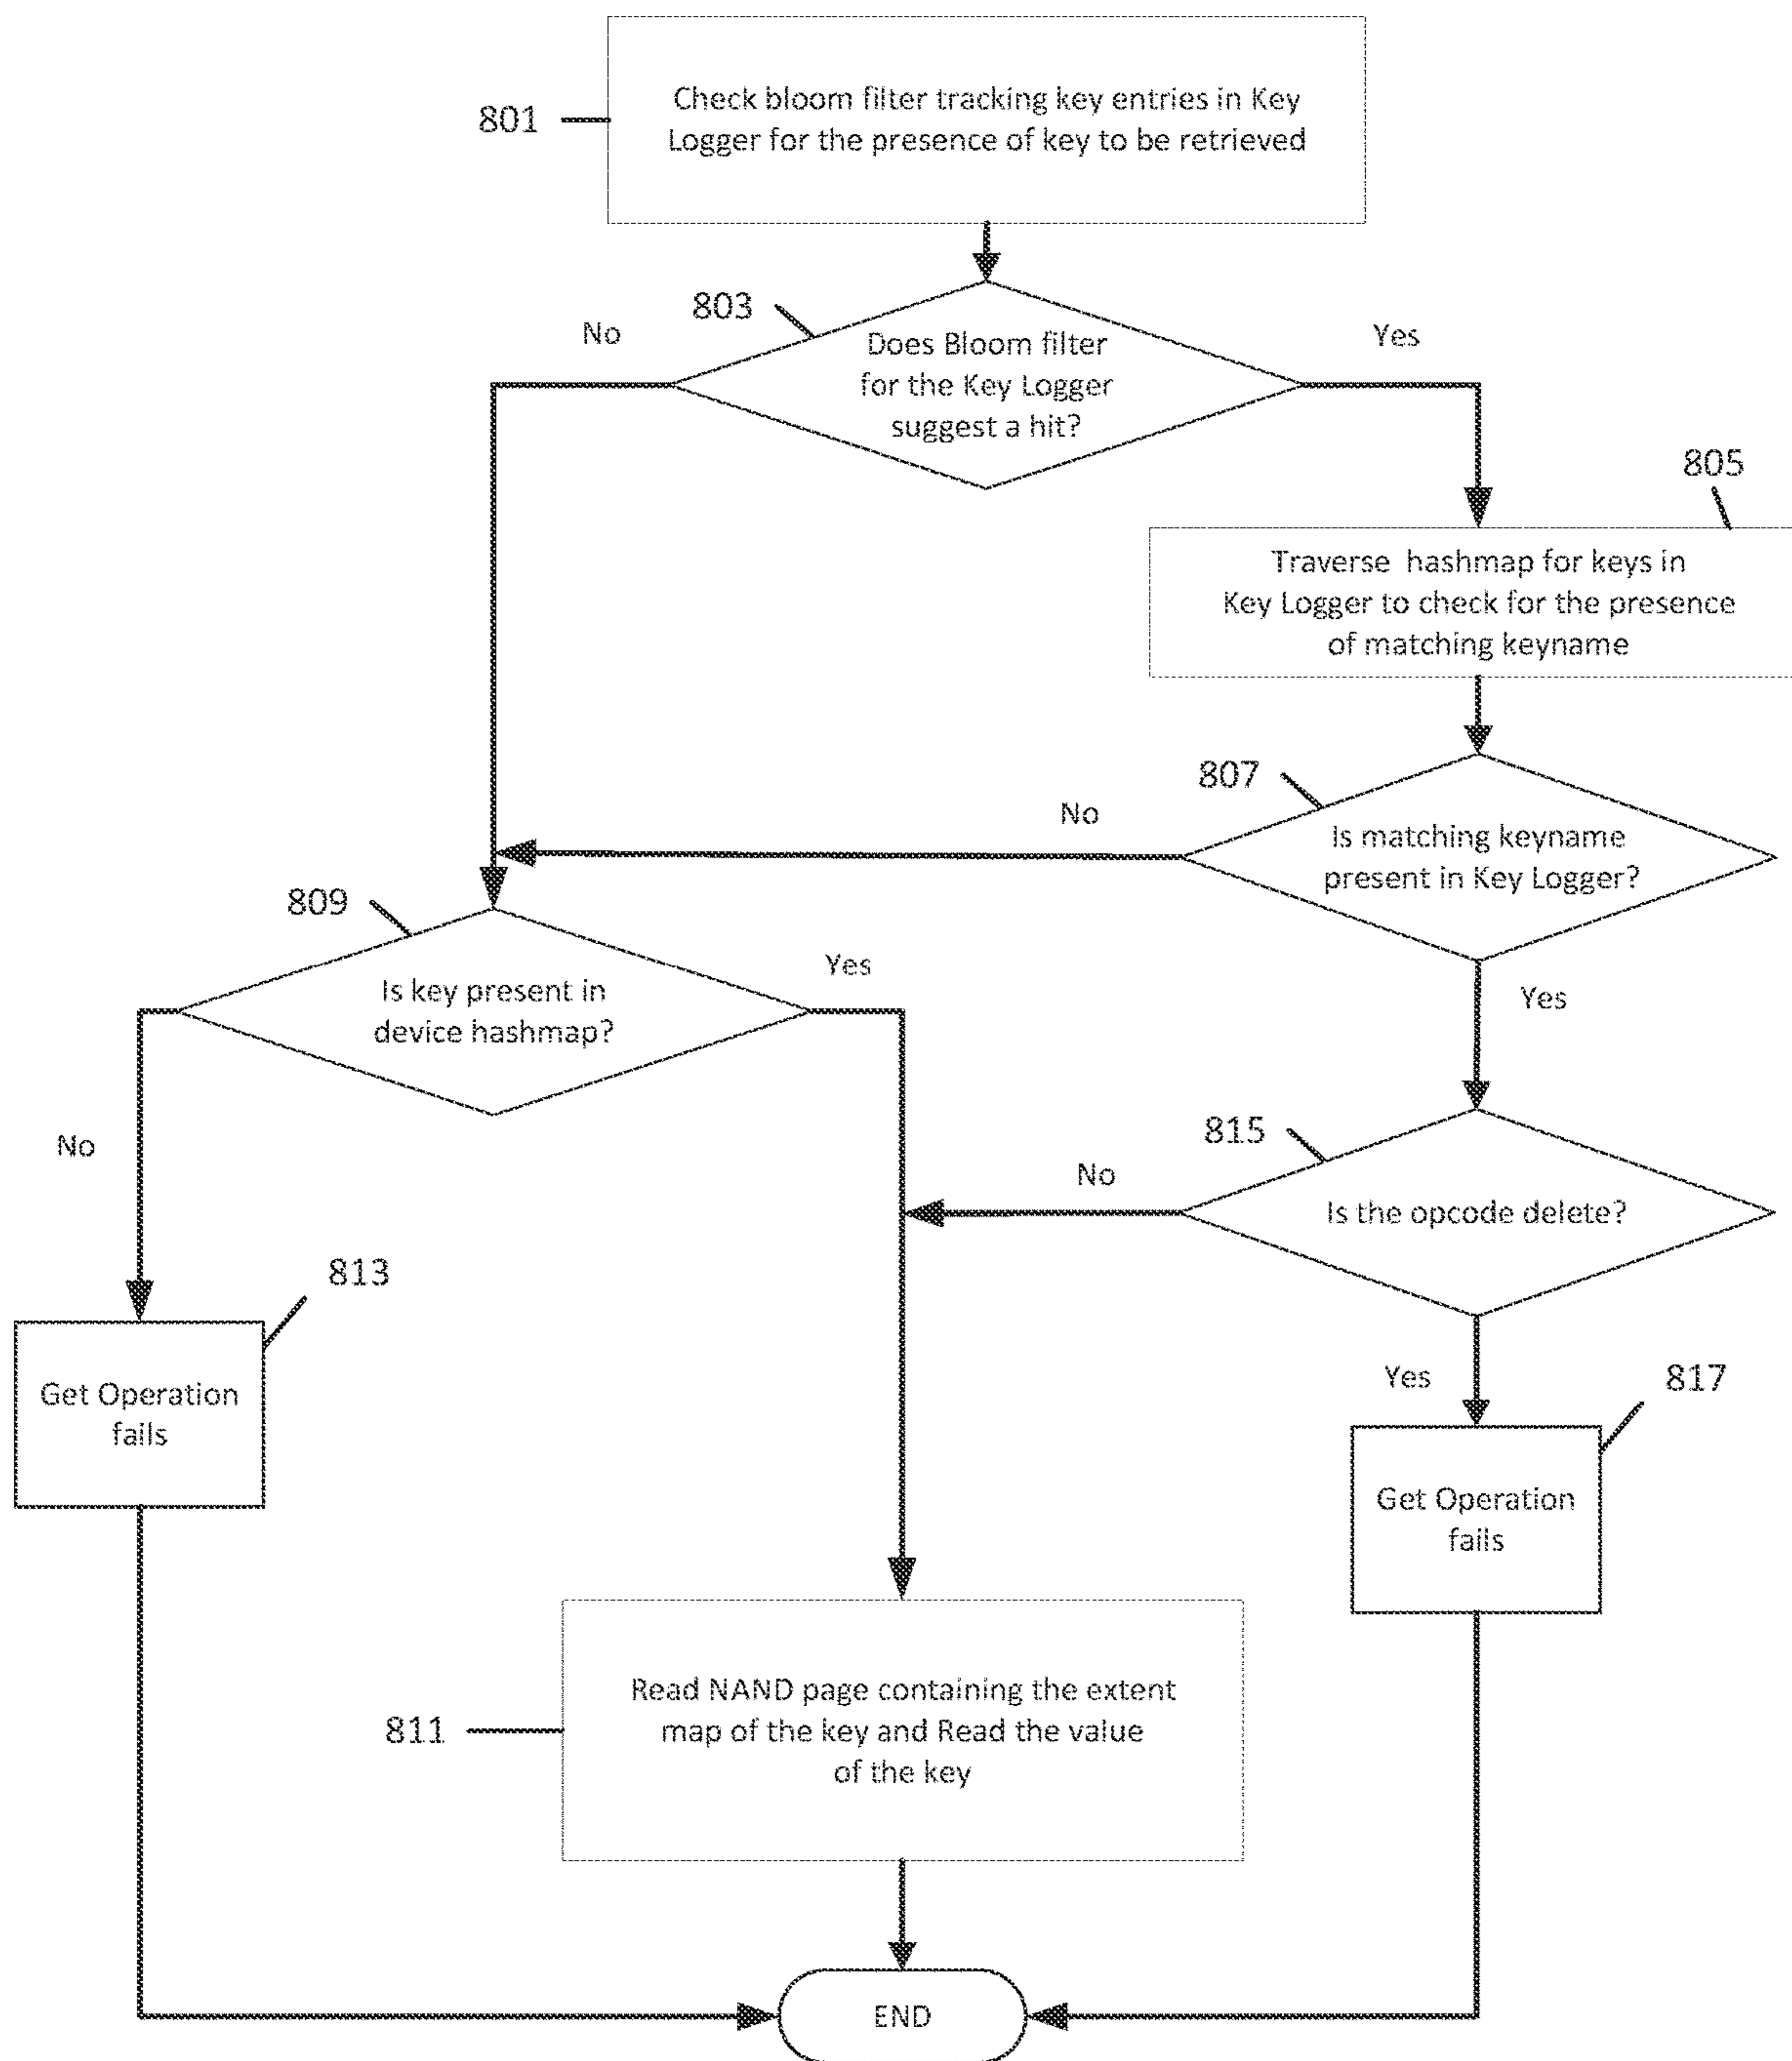 Check bloom filter tracking key entries in Key
801
Logger for the presence of key to be retrieved
803
No
Does Bloom filter
Yes
for the Key Logger
suggest a hit?
805
Traverse hashmap for keys in
Key Logger to check for the presence
of matching keyname
807
No
Is matching keyname
present in Key Logger?
809
Yes
Is key present in
device hashmap?
Yes
No
815
No
Is the opcode delete?
813
Get Operation
fails
Yes
817
Get Operation
fails
Read NAND page containing the extent
811
map of the key and Read the value
of the key
END